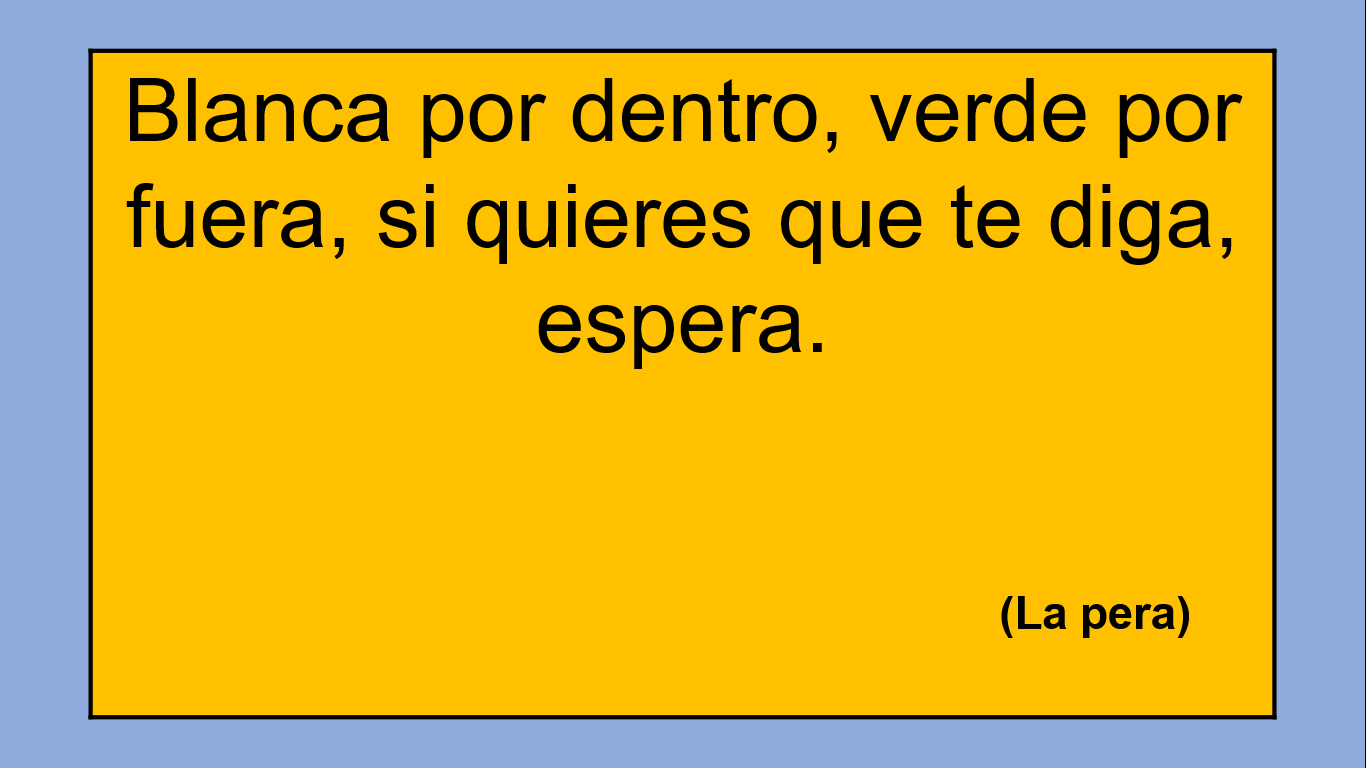 Blanca por dentro, verde por
fuera, si quieres que te diga,
espera.
(La pera)